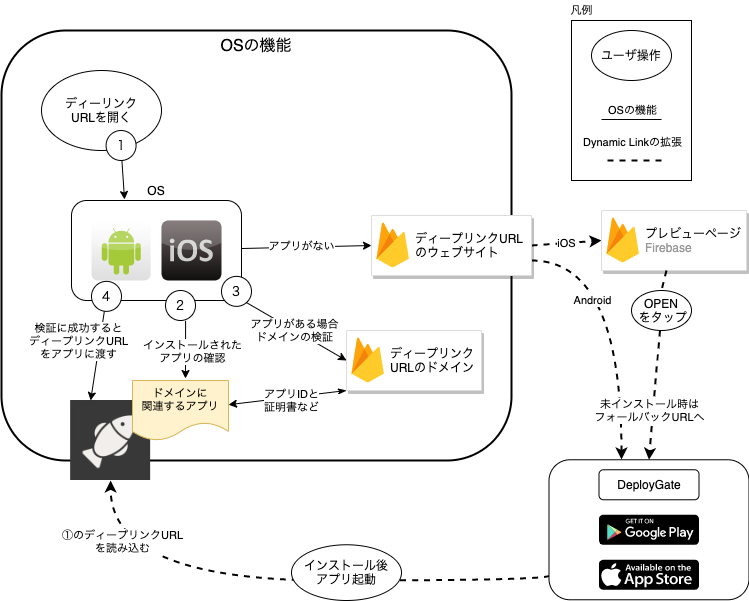 凡例
OSの機能
ユーザ操作
OSの機能
Dynamic Linkの拡張
ディーリンク
URLを開く
1
OS
iOS
アプリがない
ディープリンクURL
のウェブサイト
iOS
プレビューページ
Firebase
Android
OPEN
をタップ
4
2
3
検証に成功すると
ディープリンクURL
をアプリに渡す
インストールされた
アプリの確認
アプリがある場合
ドメインの検証
ディープリンク
URLのドメイン
ドメインに
関連するアプリ
アプリIDと
証明書など
未インストール時は
フォールバックURLへ
DeployGate
GET IT ON
Google Play
Available on the
App Store
①のディープリンクURL
を読み込む
インストール後
アプリ起動